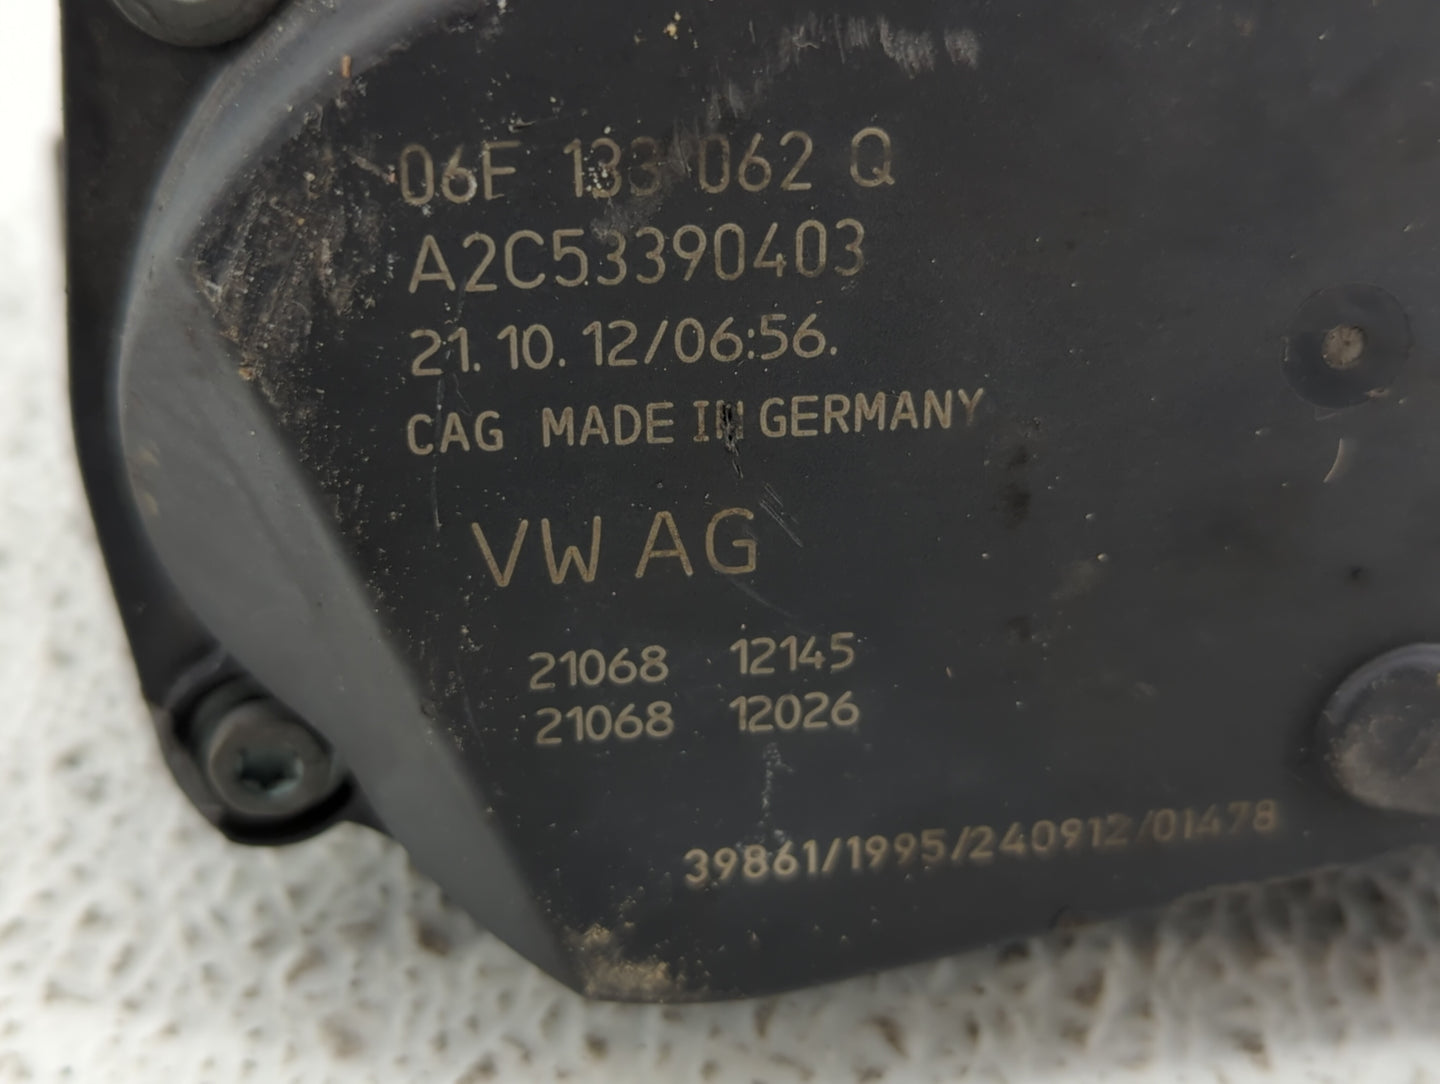 06F 133 062 Q
A2C53390403
21.10.12/06:56.
CAG MADE IN GERMANY
VW AG
21068 12145
21068 12026
39861/1995/240912/01478